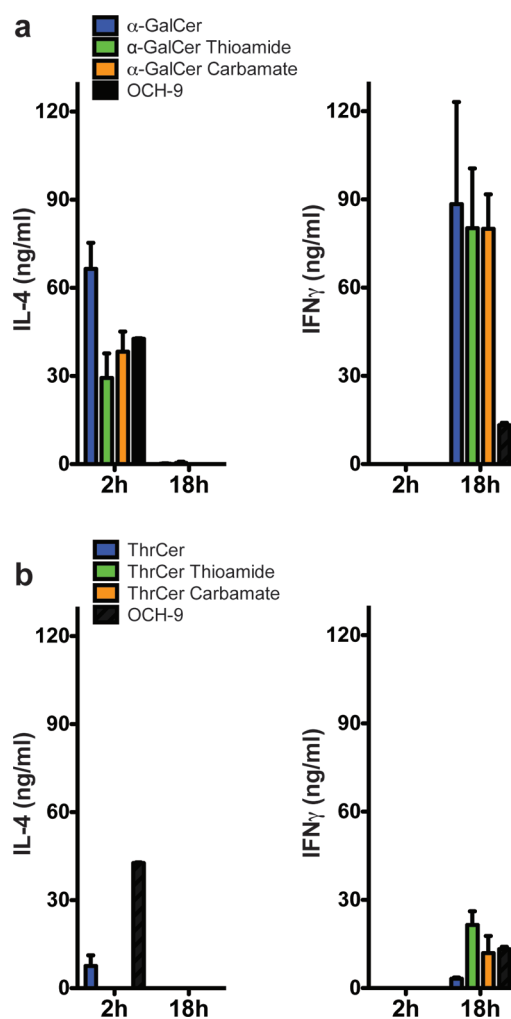 a
α-GalCer
α-GalCer Thioamide
α-GalCer Carbamate
OCH-9
IL-4 (ng/ml)
120
90
60
30
0
2h 18h
IFNγ (ng/ml)
120
90
60
30
0
2h 18h
b
ThrCer
ThrCer Thioamide
ThrCer Carbamate
OCH-9
IL-4 (ng/ml)
120
90
60
30
0
2h 18h
IFNγ (ng/ml)
120
90
60
30
0
2h 18h